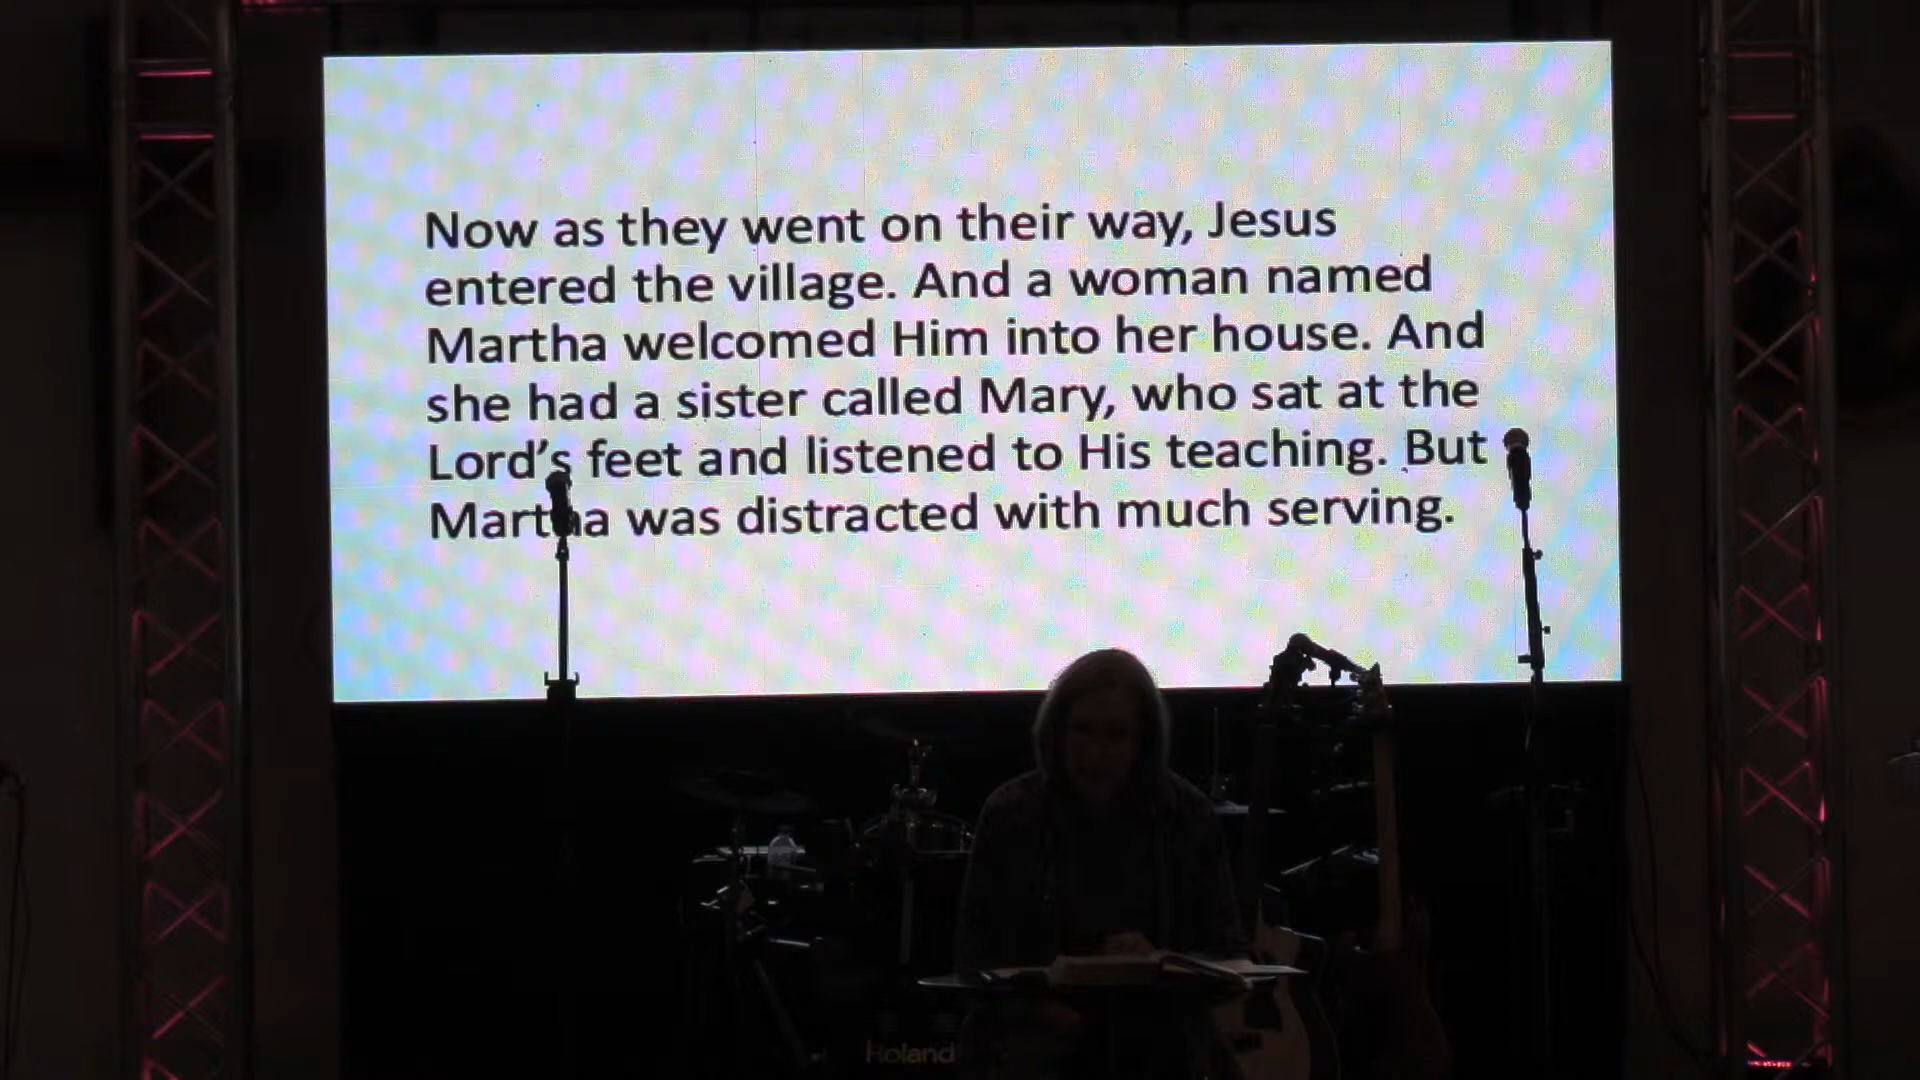 Now as they went on their way, Jesus
entered the village. And a woman named
Martha welcomed Him into her house. And
she had a sister called Mary, who sat at the
Lord's feet and listened to His teaching. But
Martha was distracted with much serving.
Roland